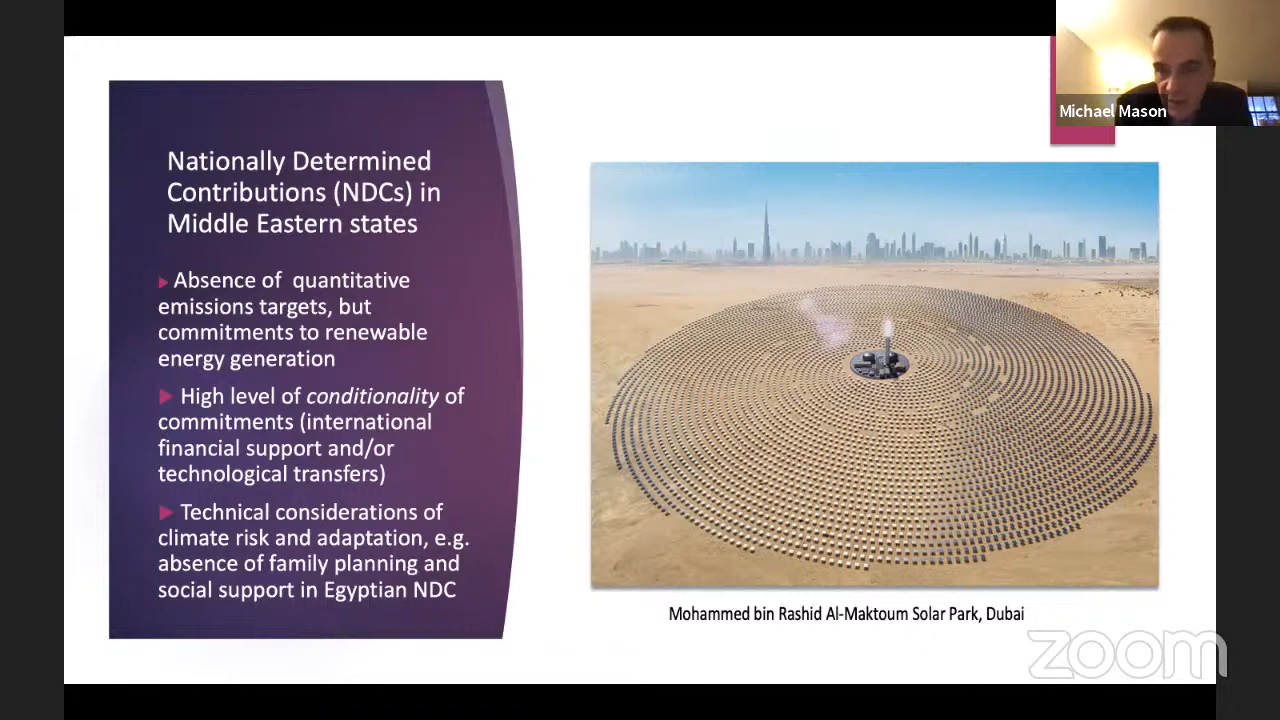 Michael Mason
Nationally Determined
Contributions (NDCs) in
Middle Eastern states
Absence of quantitative
emissions targets, but
commitments to renewable
energy generation
High level of conditionality of
commitments (international
financial support and/or
technological transfers)
Technical considerations of
climate risk and adaptation, e.g.
absence of family planning and
social support in Egyptian NDC
Mohammed bin Rashid Al-Maktoum Solar Park, Dubai
zoom